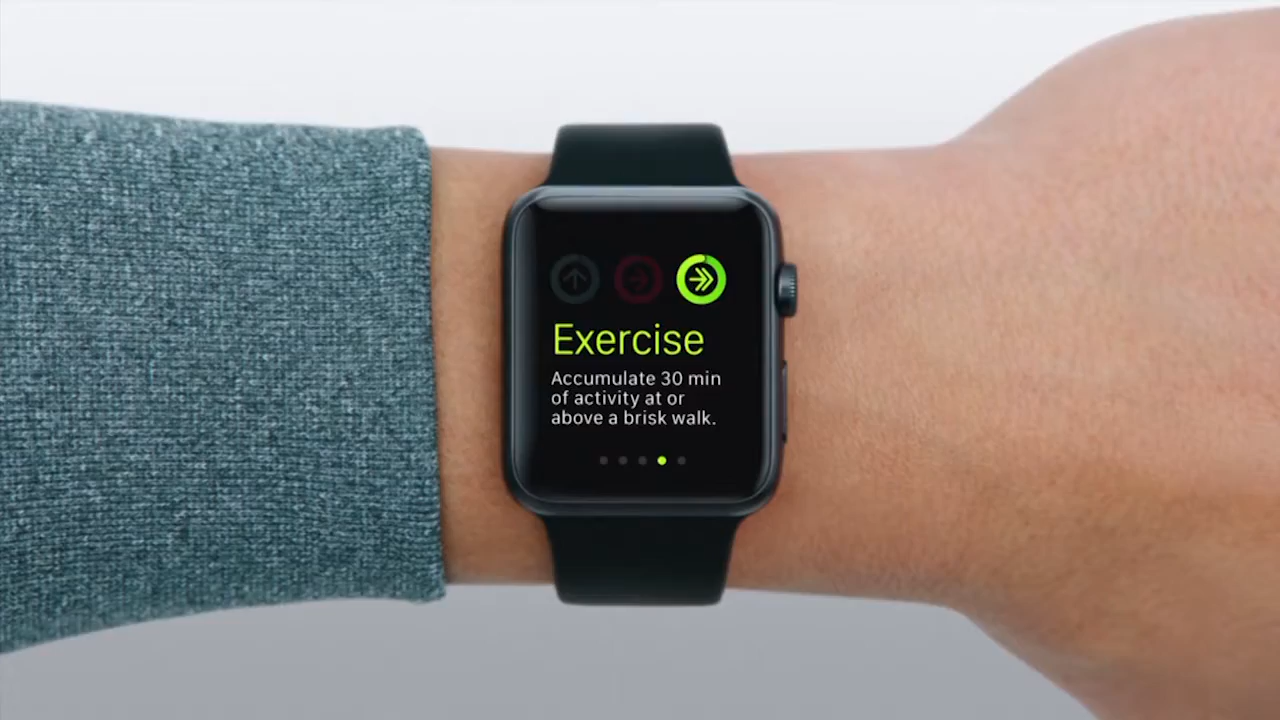 Exercise
Accumulate 30 min
of activity at or
above a brisk walk.